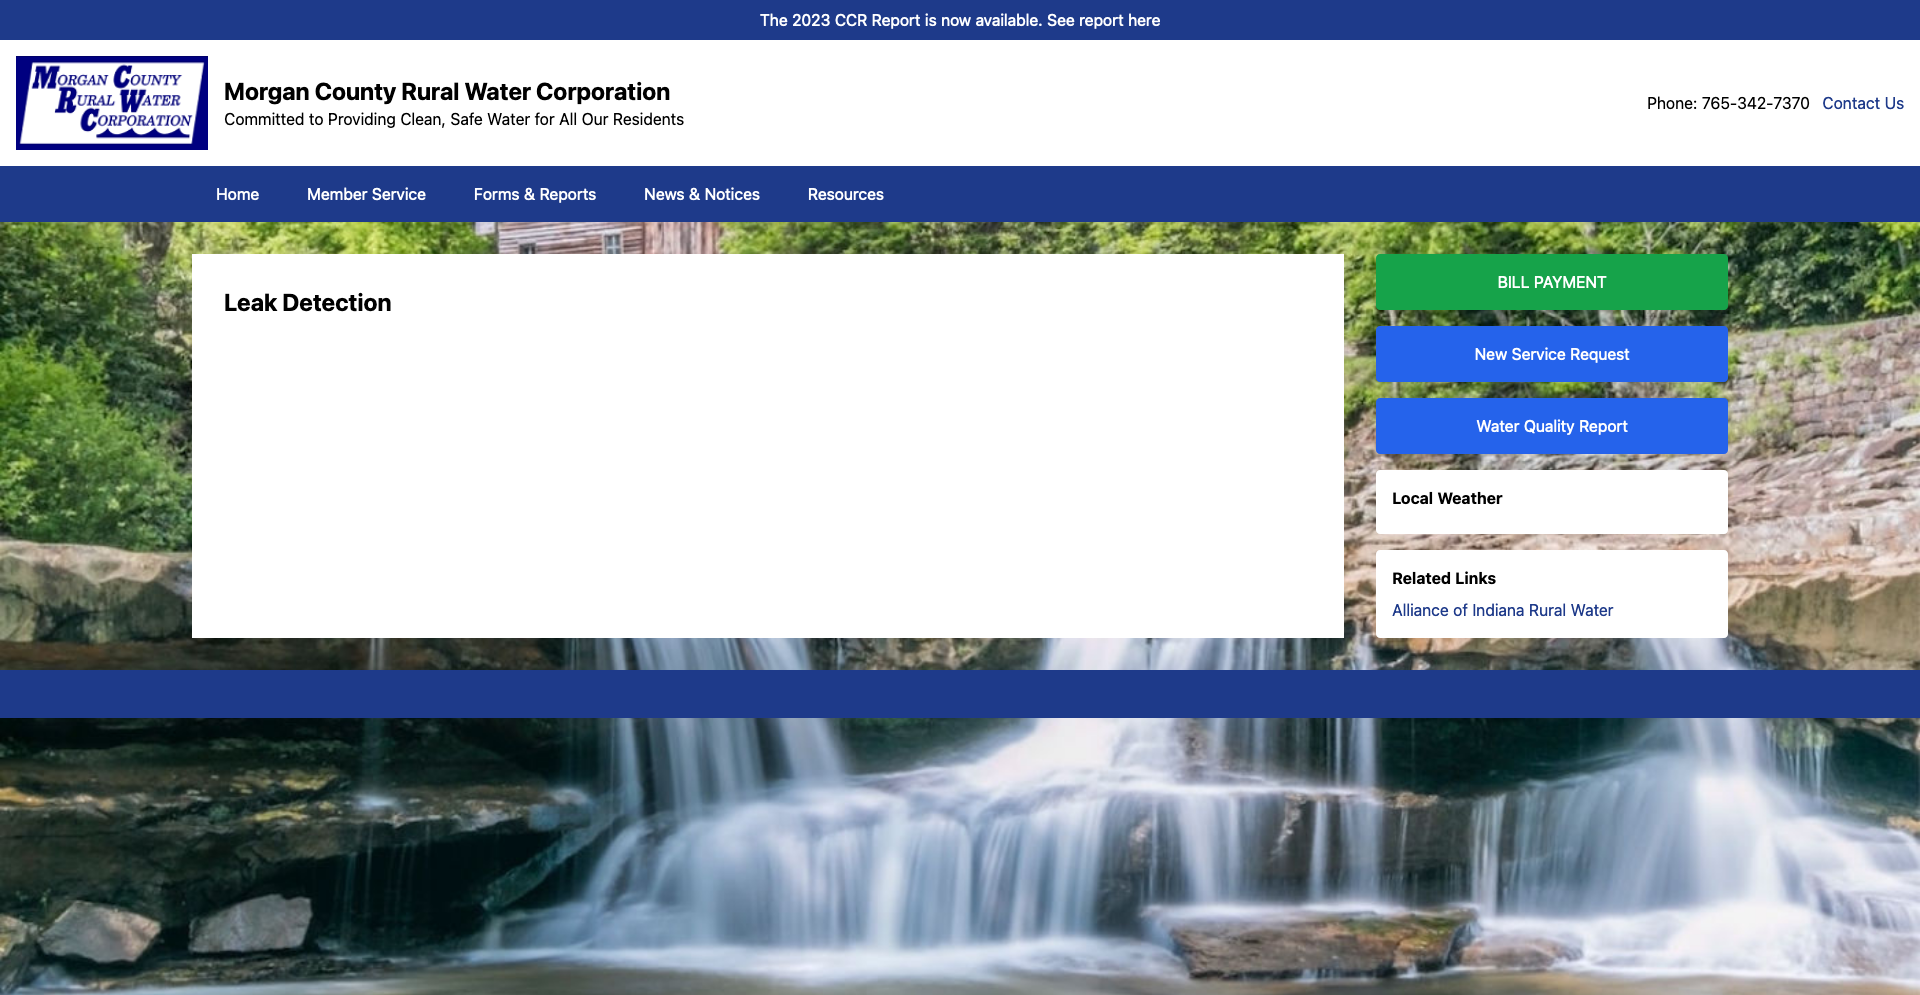 The 2023 CCR Report is now available. See report here
MORGAN COUNTY
RURAL WATER
CORPORATION
Morgan County Rural Water Corporation
Committed to Providing Clean, Safe Water for All Our Residents
Phone: 765-342-7370 Contact Us
Home Member Service Forms & Reports News & Notices Resources
Leak Detection
BILL PAYMENT
New Service Request
Water Quality Report
Local Weather
Related Links
Alliance of Indiana Rural Water